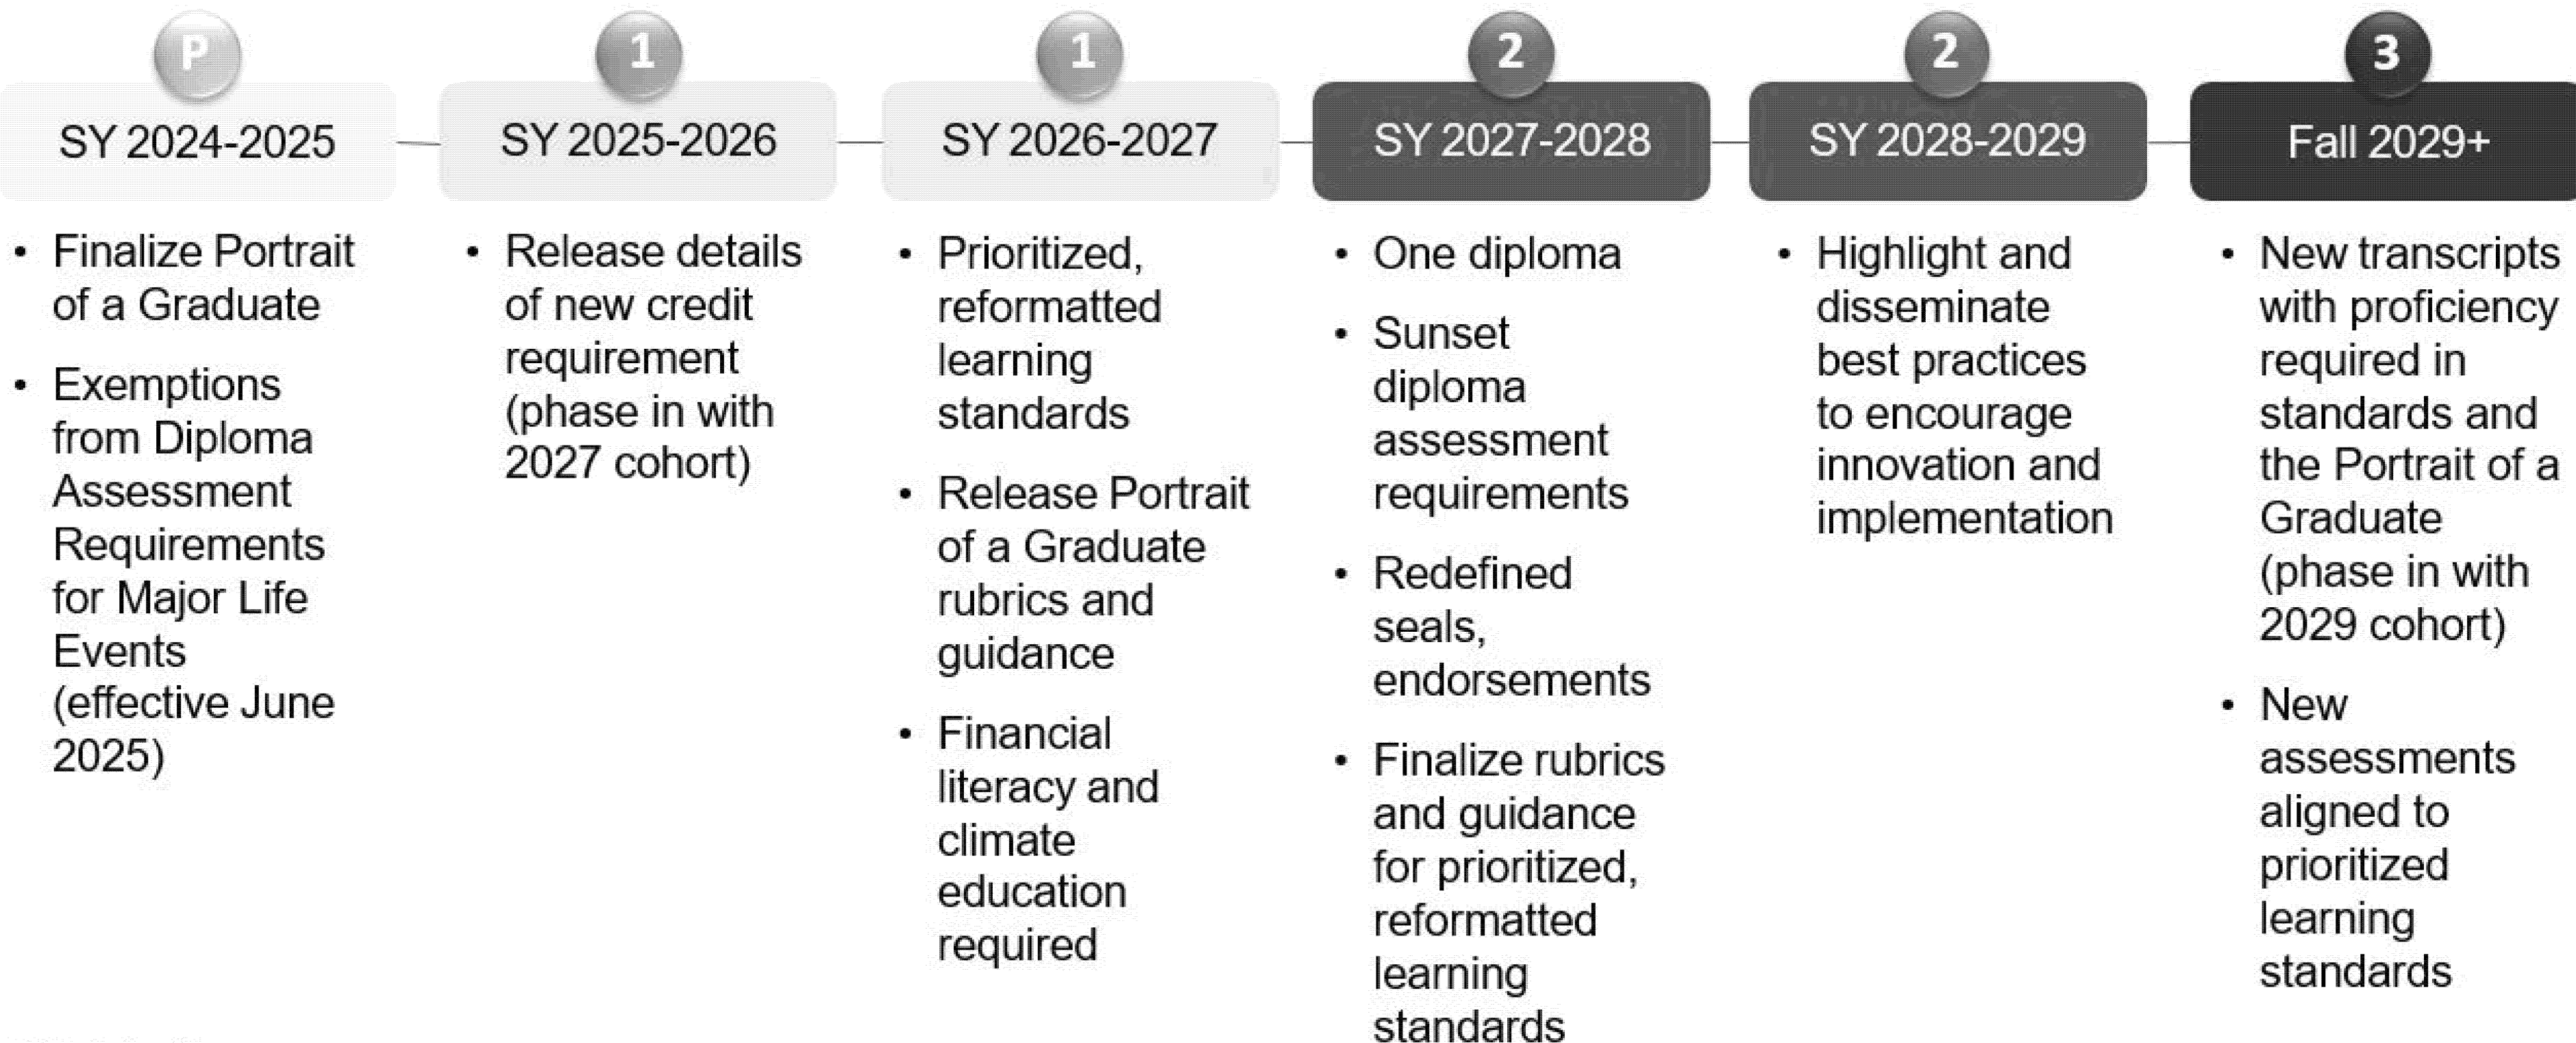 P
SY 2024-2025
• Finalize Portrait
of a Graduate
• Exemptions
from Diploma
Assessment
Requirements
for Major Life
Events
(effective June
2025)
1
SY 2025-2026
• Release details
of new credit
requirement
(phase in with
2027 cohort)
1
SY 2026-2027
• Prioritized,
reformatted
learning
standards
• Release Portrait
of a Graduate
rubrics and
guidance
• Financial
literacy and
climate
education
required
2
SY 2027-2028
• One diploma
• Sunset
diploma
assessment
requirements
• Redefined
seals,
endorsements
• Finalize rubrics
and guidance
for prioritized,
reformatted
learning
standards
2
SY 2028-2029
• Highlight and
disseminate
best practices
to encourage
innovation and
implementation
3
Fall 2029+
• New transcripts
with proficiency
required in
standards and
the Portrait of a
Graduate
(phase in with
2029 cohort)
• New
assessments
aligned to
prioritized
learning
standards